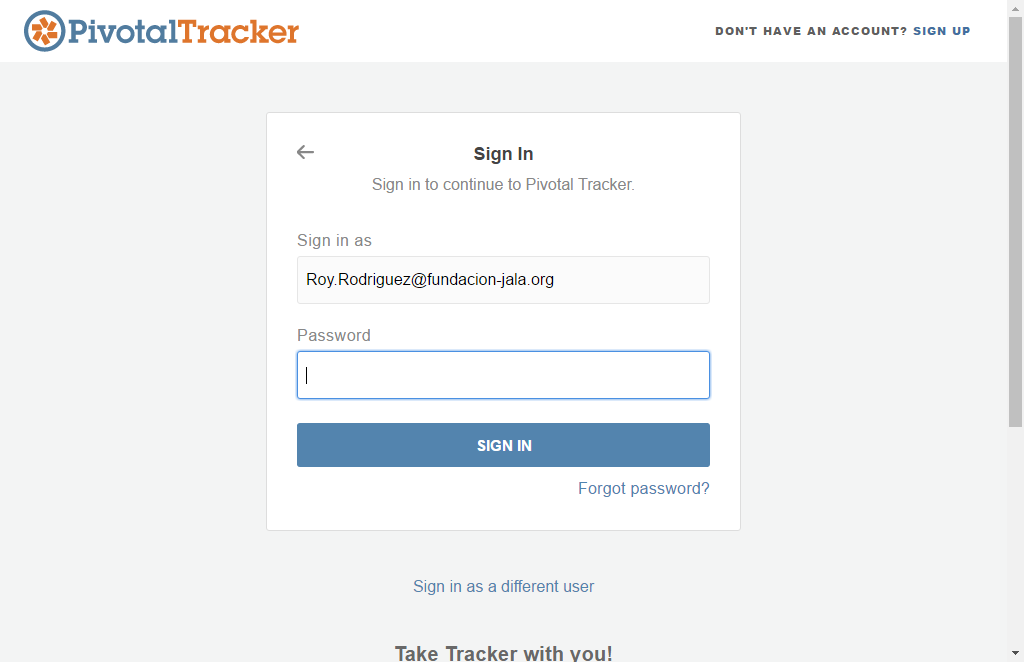 PivotalTracker
DON'T HAVE AN ACCOUNT? SIGN UP
Sign In
Sign in to continue to Pivotal Tracker.
Sign in as
Roy.Rodriguez@fundacion-jala.org
Password
SIGN IN
Forgot password?
Sign in as a different user
Take Tracker with you!